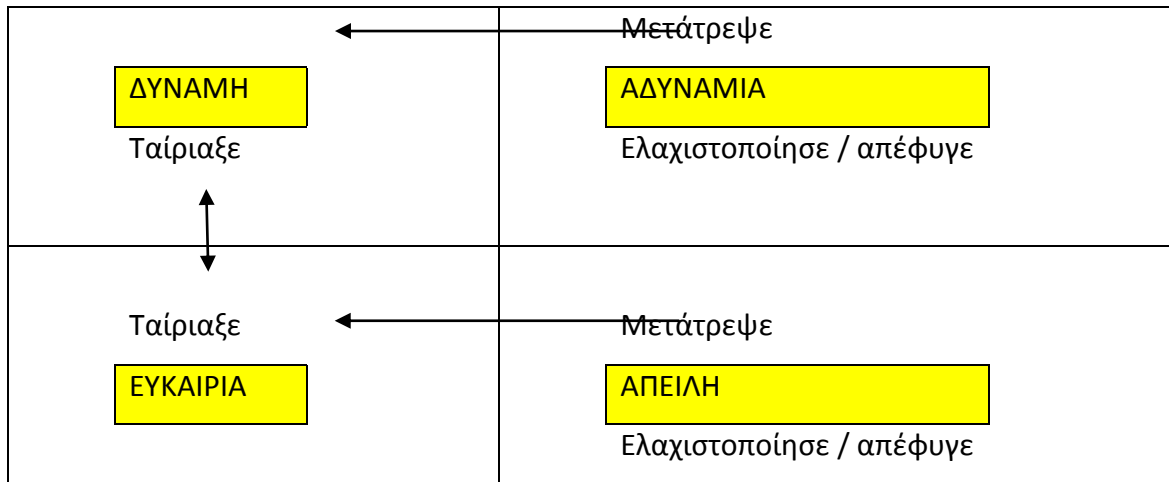 Μετάτρεψε
ΔΥΝΑΜΗ
ΑΔΥΝΑΜΙΑ
Ταίριαξε
Ελαχιστοποίησε / απέφυγε
Ταίριαξε
Μετάτρεψε
ΕΥΚΑΙΡΙΑ
ΑΠΕΙΛΗ
Ελαχιστοποίησε / απέφυγε